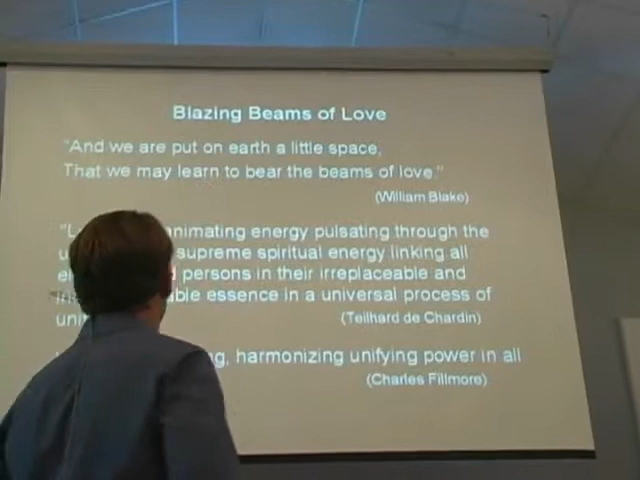 Blazing Beams of Love
"And we are put on earth a little space,
That we may learn to bear the beams of love."
(William Blake)
animating energy pulsating through the
supreme spiritual energy linking all
persons in their irreplaceable and
essence in a universal process of
(Teilhard de Chardin)
harmonizing unifying power in all
(Charles Fillmore)